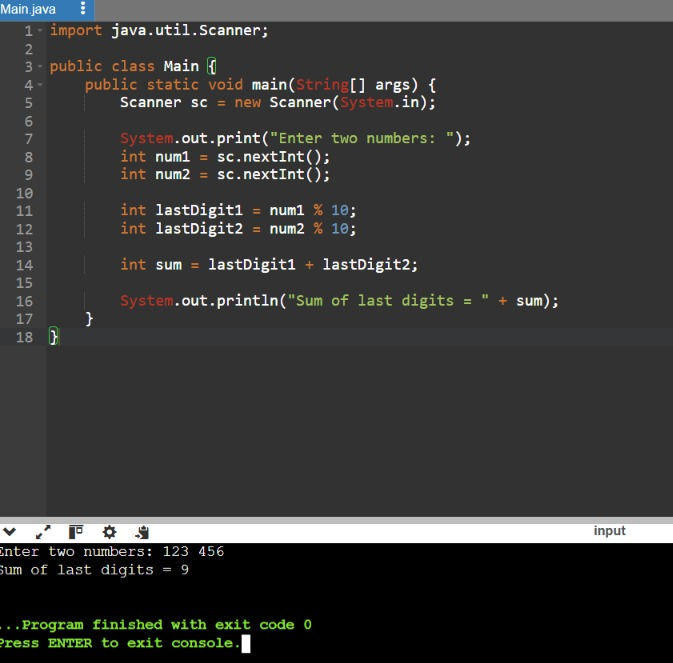 Main java
1 import java.util.Scanner;
2
3 public class Main {
4 public static void main(String[] args) {
5 Scanner sc = new Scanner(System.in);
6
7 System.out.print("Enter two numbers: ");
8 int num1 = sc.nextInt();
9 int num2 = sc.nextInt();
10
11 int lastDigit1 = num1 % 10;
12 int lastDigit2 = num2 % 10;
13
14 int sum = lastDigit1 + lastDigit2;
15
16 System.out.println("Sum of last digits = " + sum);
17 }
18 }
input
Enter two numbers: 123 456
Sum of last digits = 9
...Program finished with exit code 0
Press ENTER to exit console.